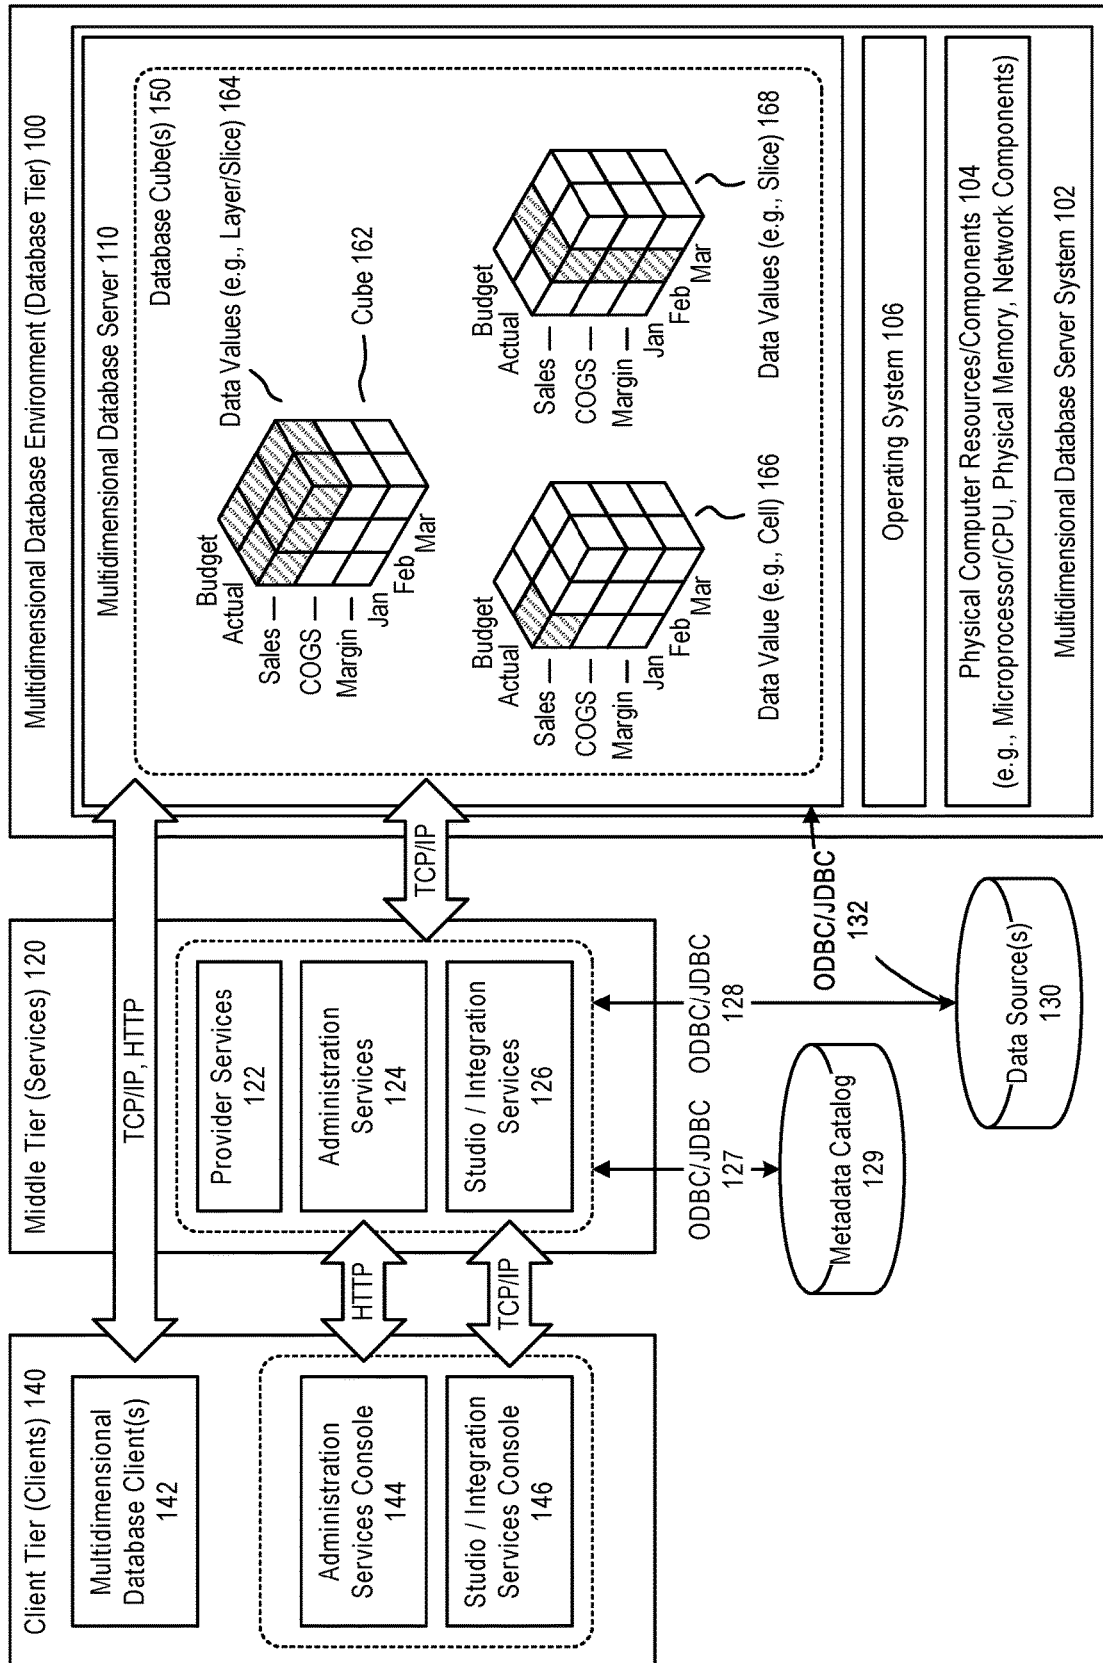 Client Tier (Clients) 140
Multidimensional
Database Client(s)
142
Administration
Services Console
144
Studio / Integration
Services Console
146
TCP/IP, HTTP
HTTP
TCP/IP
Middle Tier (Services) 120
Provider Services
122
Administration
Services
124
Studio / Integration
Services
126
TCP/IP
ODBC/JDBC
127
ODBC/JDBC
128
Metadata Catalog
129
Data Source(s)
130
ODBC/JDBC
132
Multidimensional Database Environment (Database Tier) 100
Multidimensional Database Server 110
Database Cube(s) 150
Data Values (e.g., Layer/Slice) 164
Cube 162
Budget
Actual
Sales
COGS
Margin
Jan
Feb
Mar
Budget
Actual
Sales
COGS
Margin
Jan
Feb
Mar
Data Value (e.g., Cell) 166
Budget
Actual
Sales
COGS
Margin
Jan
Feb
Mar
Data Values (e.g., Slice) 168
Operating System 106
Physical Computer Resources/Components 104
(e.g., Microprocessor/CPU, Physical Memory, Network Components)
Multidimensional Database Server System 102